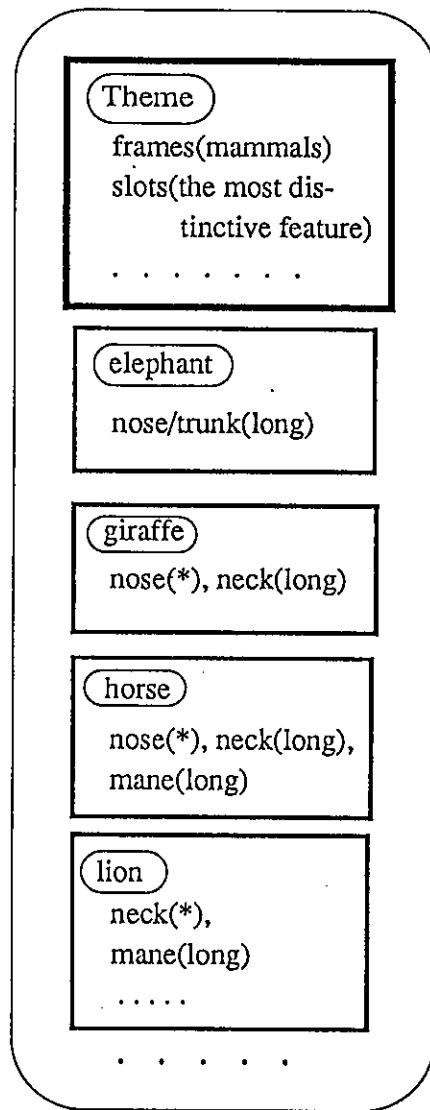 Theme
frames(mammals)
slots(the most dis-
tinctive feature)
. . . . . . .
elephant
nose/trunk(long)
giraffe
nose(*), neck(long)
horse
nose(*), neck(long),
mane(long)
lion
neck(*),
mane(long)
. . . . .
. . . . .